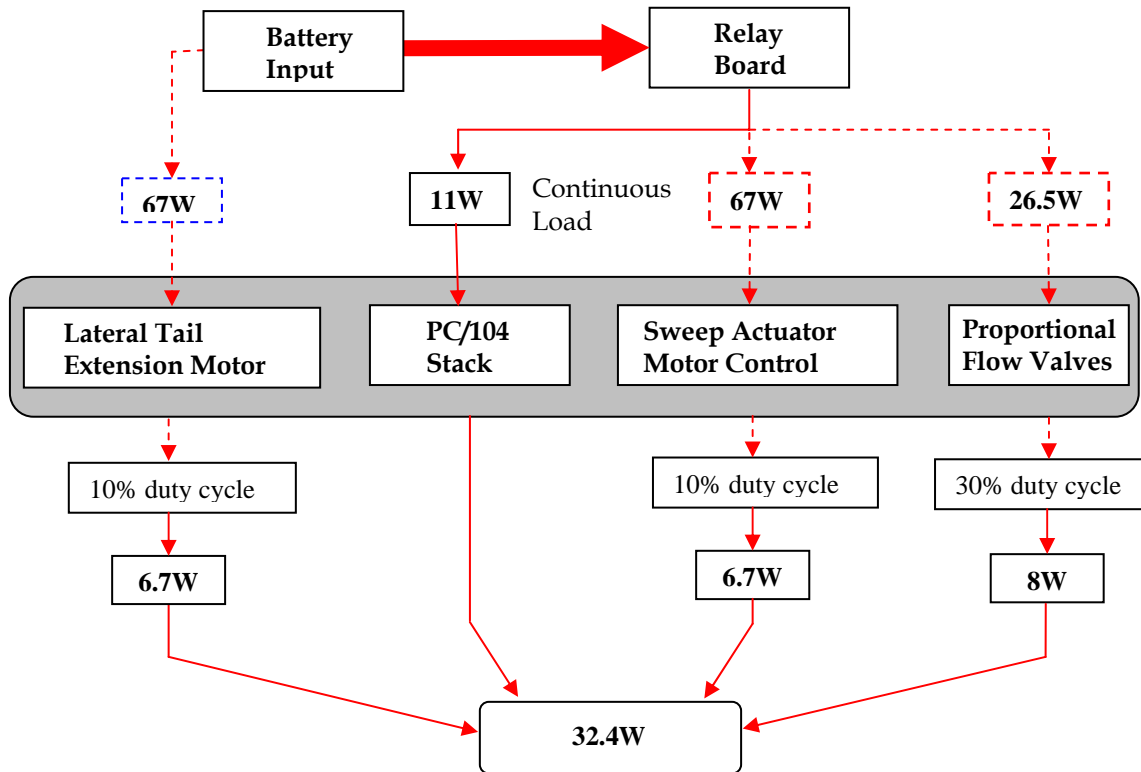 Battery
Input
Relay
Board
67W
11W
Continuous
Load
67W
26.5W
Lateral Tail
Extension Motor
PC/104
Stack
Sweep Actuator
Motor Control
Proportional
Flow Valves
10% duty cycle
10% duty cycle
30% duty cycle
6.7W
6.7W
8W
32.4W